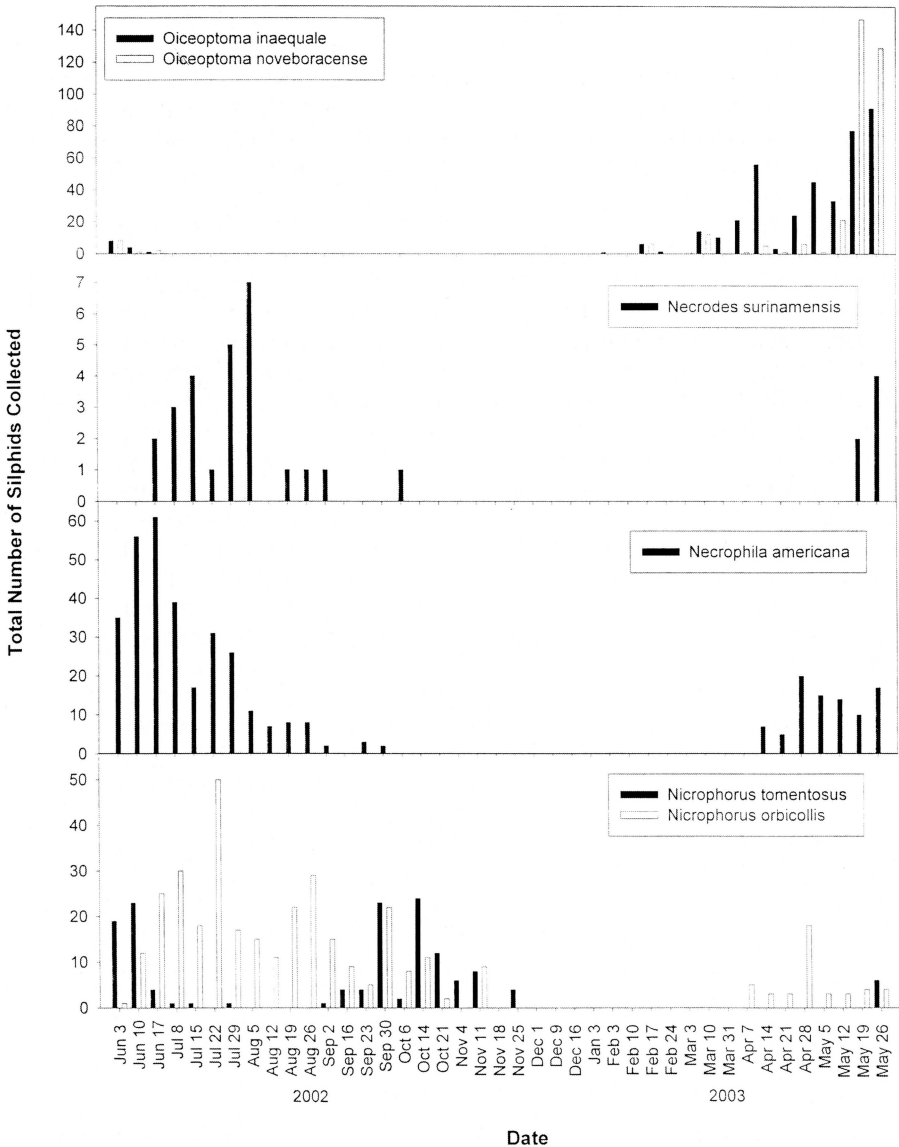 Oiceoptoma inaequale
Oiceoptoma noveboracense
140
120
100
80
60
40
20
0
Necrodes surinamensis
7
6
5
4
3
2
1
0
Necrophila americana
60
50
40
30
20
10
0
Nicrophorus tomentosus
Nicrophorus orbicollis
50
40
30
20
10
0
Total Number of Silphids Collected
Jun 3
Jun 10
Jun 17
Jul 8
Jul 15
Jul 22
Jul 29
Aug 5
Aug 12
Aug 19
Aug 26
Sep 2
Sep 16
Sep 23
Sep 30
Oct 6
Oct 14
Oct 21
Nov 4
Nov 11
Nov 18
Nov 25
Dec 1
Dec 9
Dec 16
Jan 3
Feb 3
Feb 10
Feb 17
Feb 24
Mar 3
Mar 10
Mar 31
Apr 7
Apr 14
Apr 21
Apr 28
May 5
May 12
May 19
May 26
2002
2003
Date